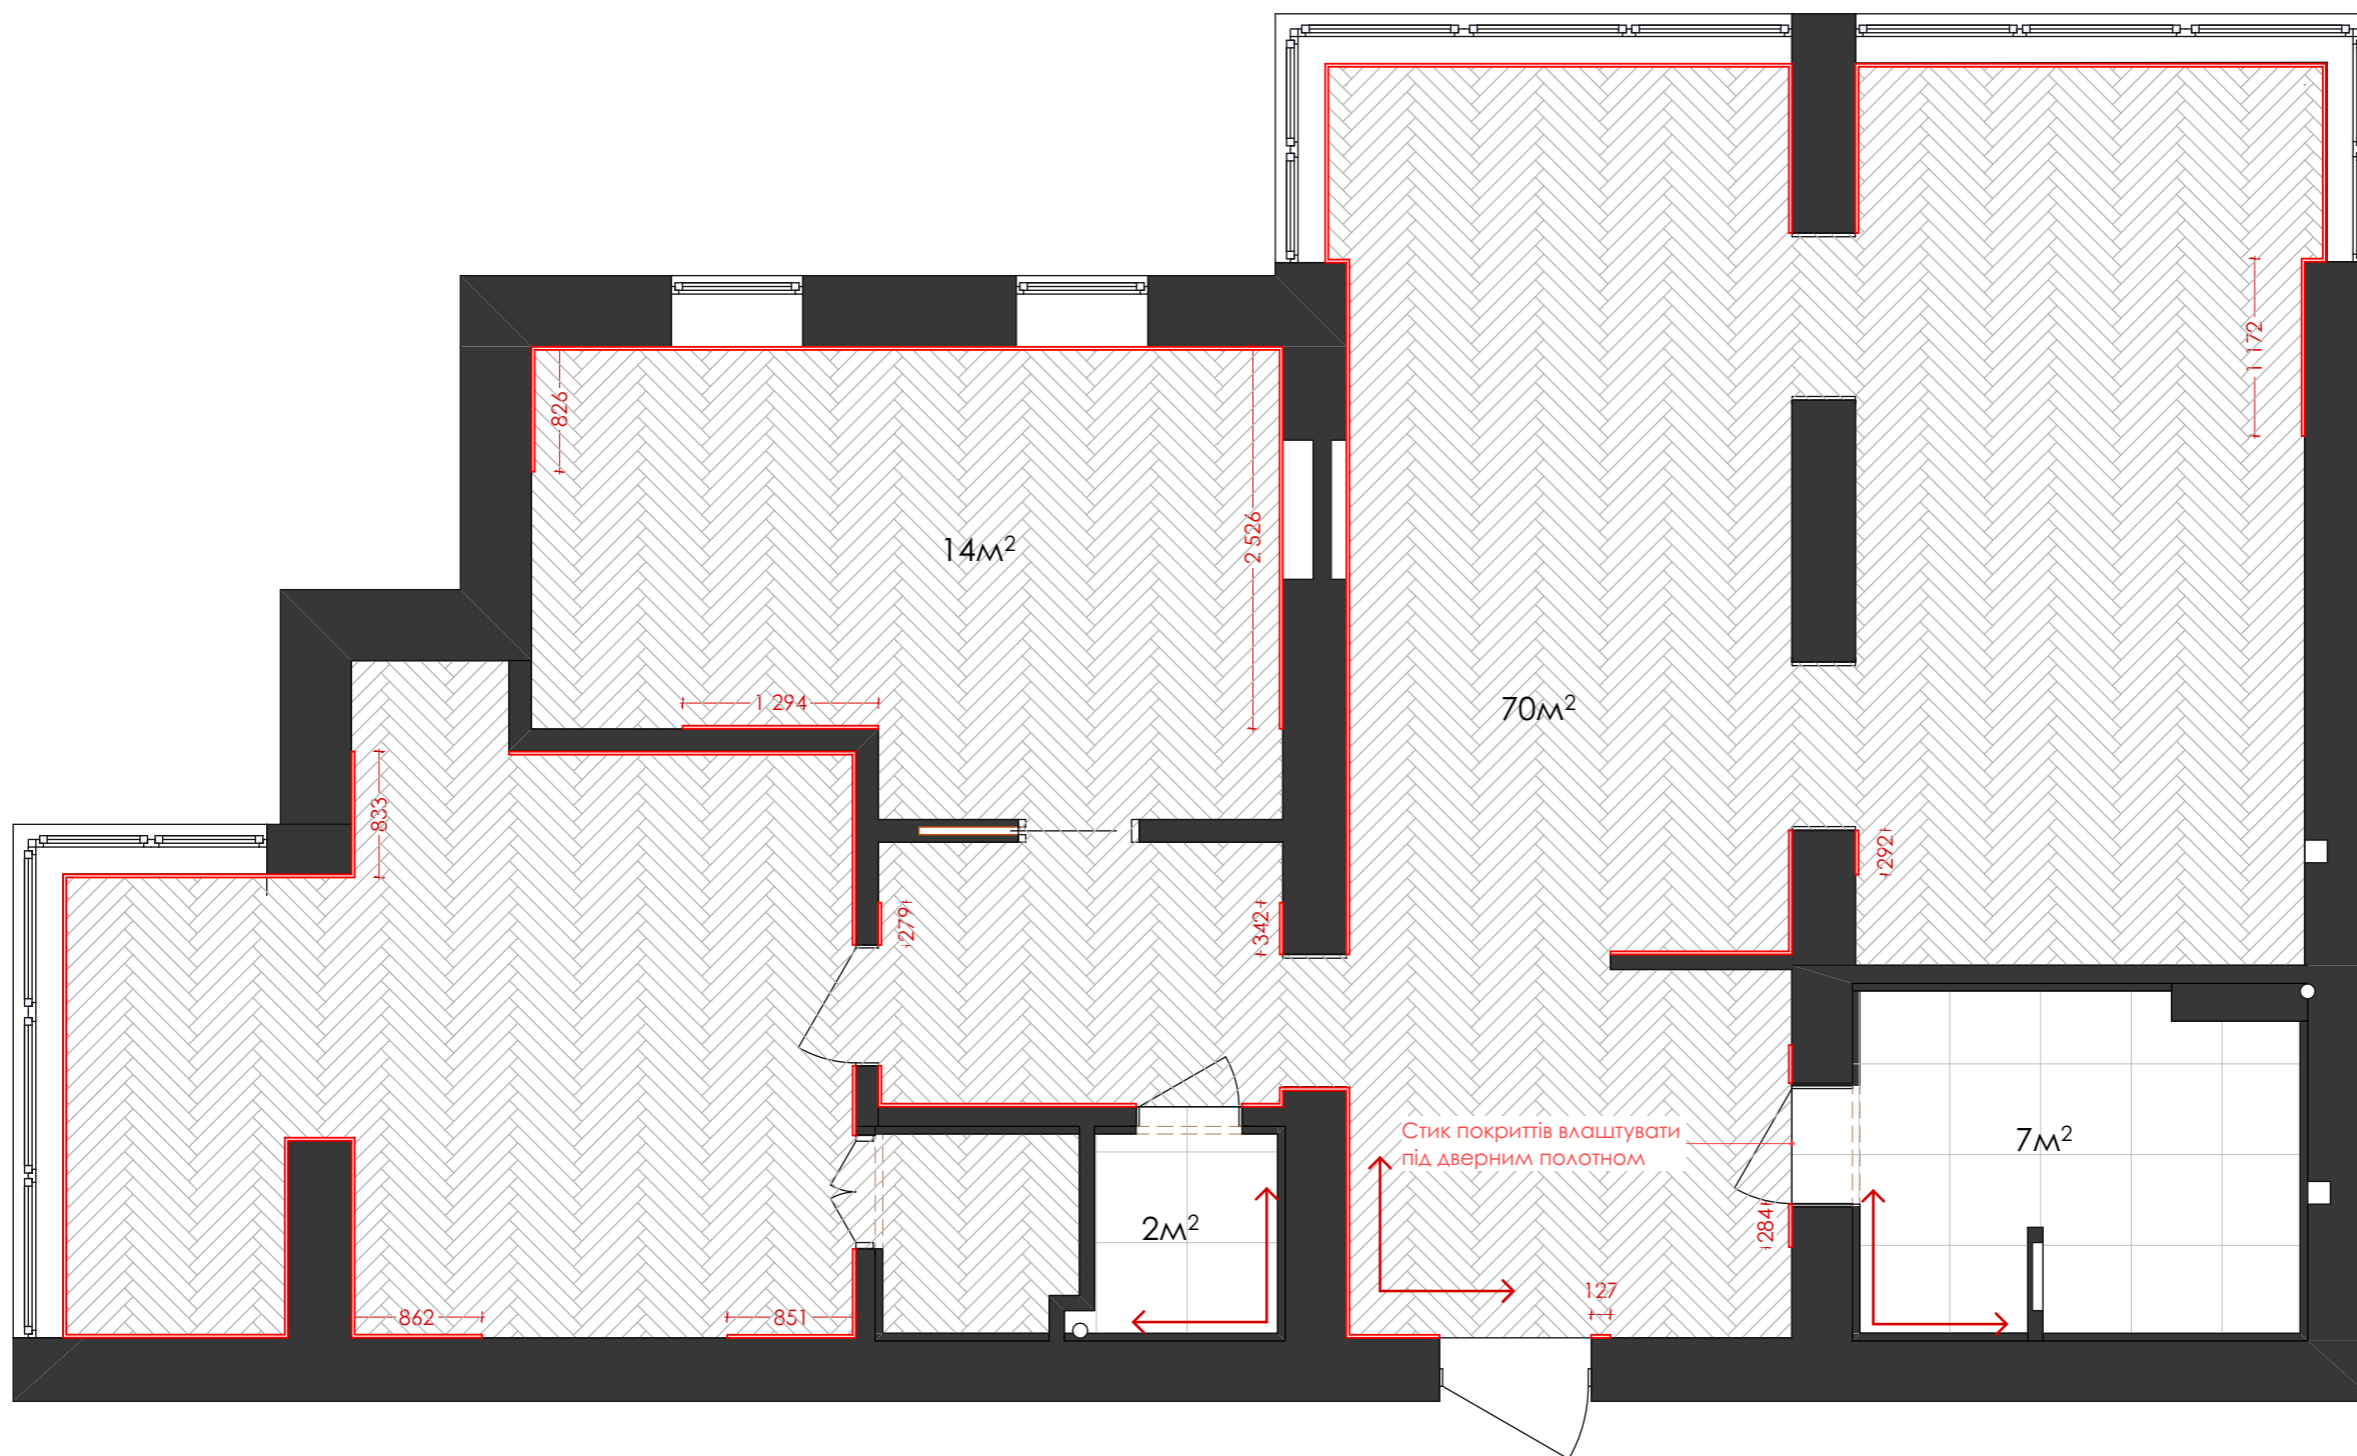 1 172
826
2 526
14м²
1 294
70м²
833
292
279
342
Стик покриттів влаштувати
під дверним полотном
7м²
2м²
284
127
862
851